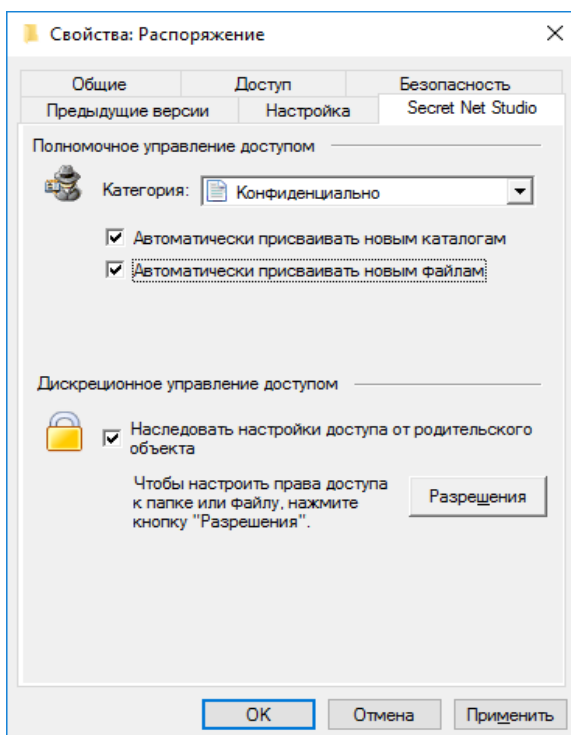 Свойства: Распоряжение
Общие Доступ Безопасность
Предыдущие версии Настройка Secret Net Studio
Полномочное управление доступом
Категория: Конфиденциально
Автоматически присваивать новым каталогам
Автоматически присваивать новым файлам
Дискреционное управление доступом
Наследовать настройки доступа от родительского
объекта
Чтобы настроить права доступа
к папке или файлу, нажмите
кнопку "Разрешения".
Разрешения
OK Отмена Применить